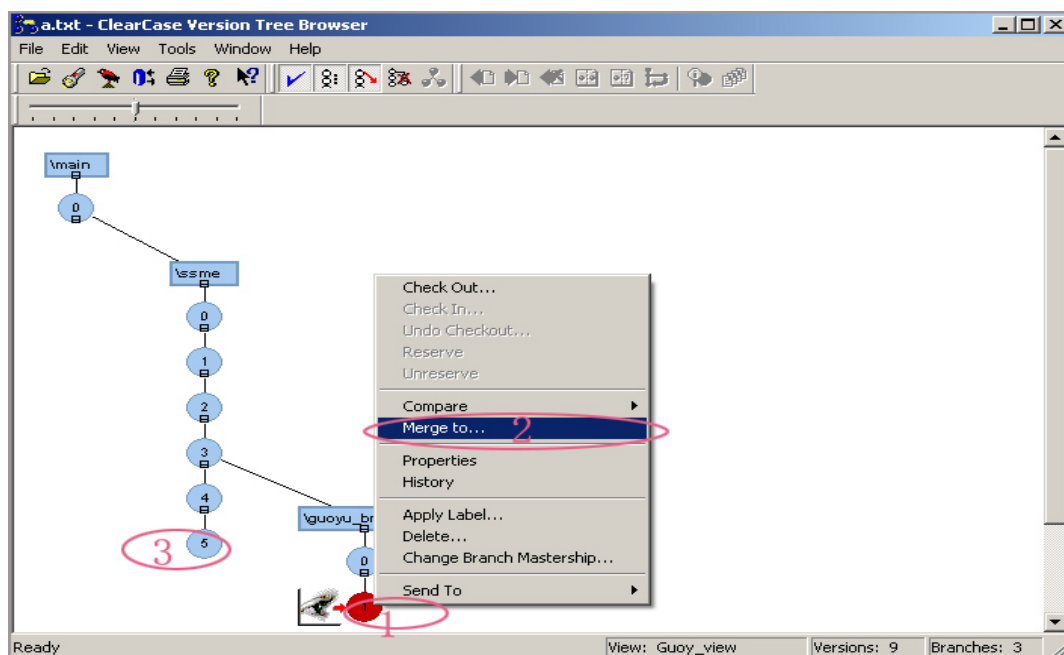 a.txt - ClearCase Version Tree Browser
File Edit View Tools Window Help
\main
0
\ssme
0
1
2
3
4
5
3
\guoyu_br
0
1
Check Out...
Check In...
Undo Checkout...
Reserve
Unreserve
Compare
Merge to... 2
Properties
History
Apply Label...
Delete...
Change Branch Mastership...
Send To
Ready
View: Guoy_view
Versions: 9
Branches: 3